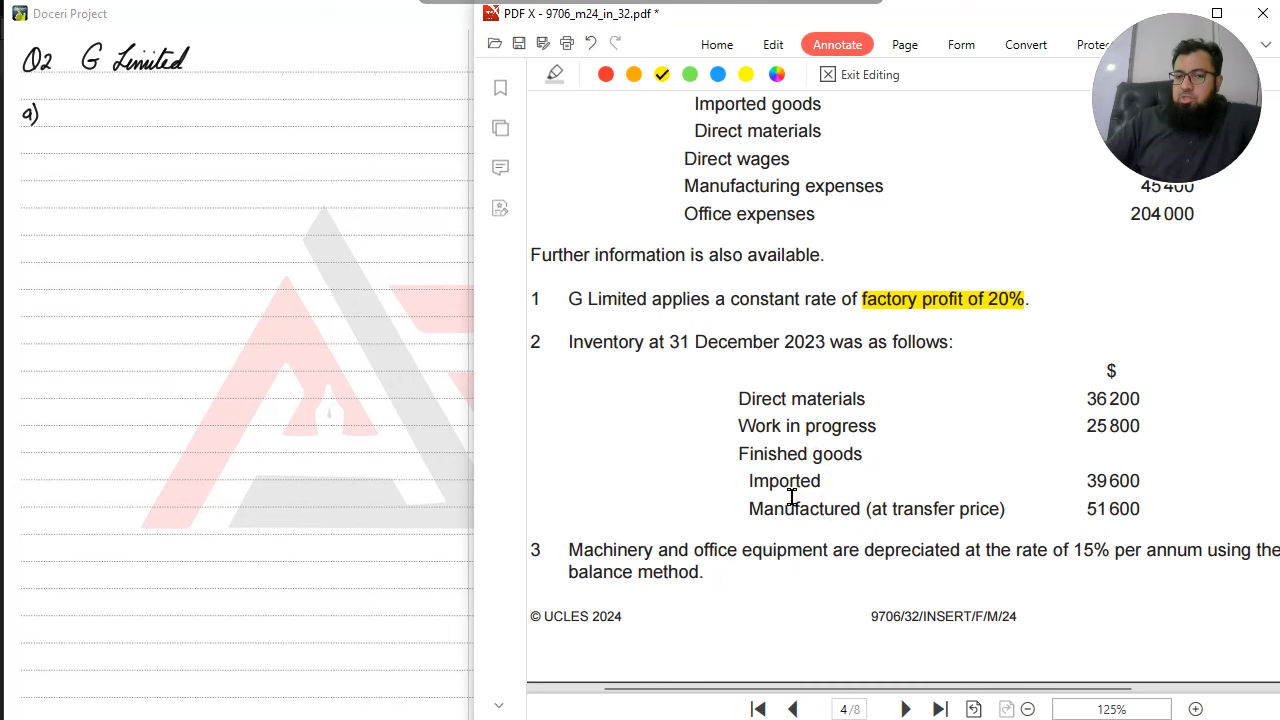 Doceri Project
PDF X - 9706_m24_in_32.pdf *
Home Edit Annotate Page Form Convert
Exit Editing
Q2 G Limited
a)
Imported goods
Direct materials
Direct wages
Manufacturing expenses 45 400
Office expenses 204 000
Further information is also available.
1 G Limited applies a constant rate of factory profit of 20%.
2 Inventory at 31 December 2023 was as follows:
$
Direct materials 36 200
Work in progress 25 800
Finished goods
Imported 39 600
Manufactured (at transfer price) 51 600
3 Machinery and office equipment are depreciated at the rate of 15% per annum using the
balance method.
© UCLES 2024 9706/32/INSERT/F/M/24
4/8 125%